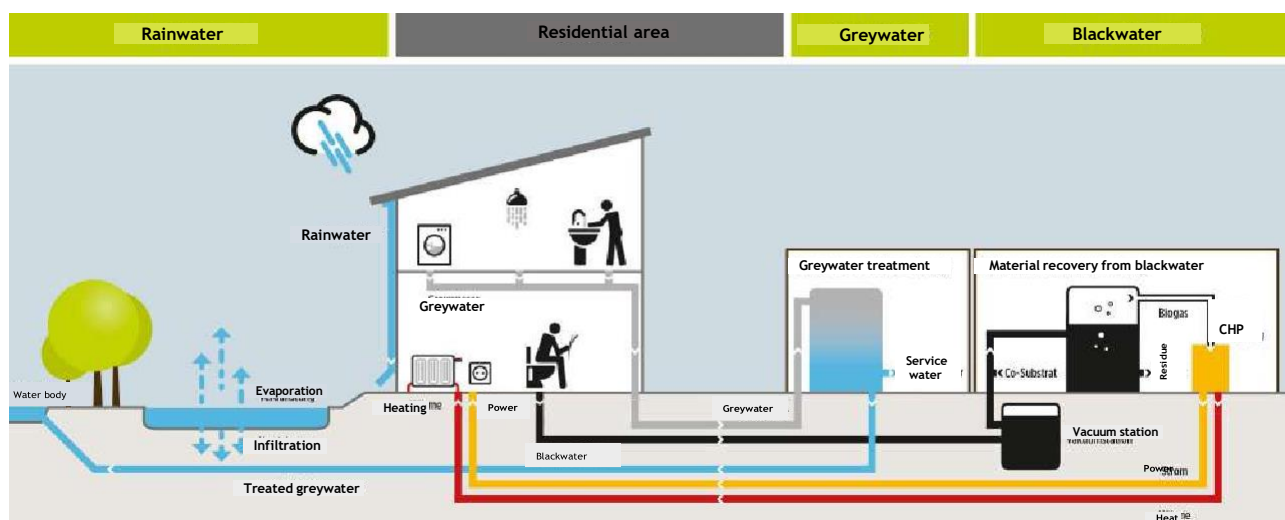 Rainwater
Residential area
Greywater
Blackwater
Rainwater
Greywater treatment
Material recovery from blackwater
Greywater
Biogas
CHP
Service
water
Residue
Co-Substrat
Water body
Evaporation
Heating
Power
Greywater
Infiltration
Vacuum station
Blackwater
Power
Treated greywater
Heat